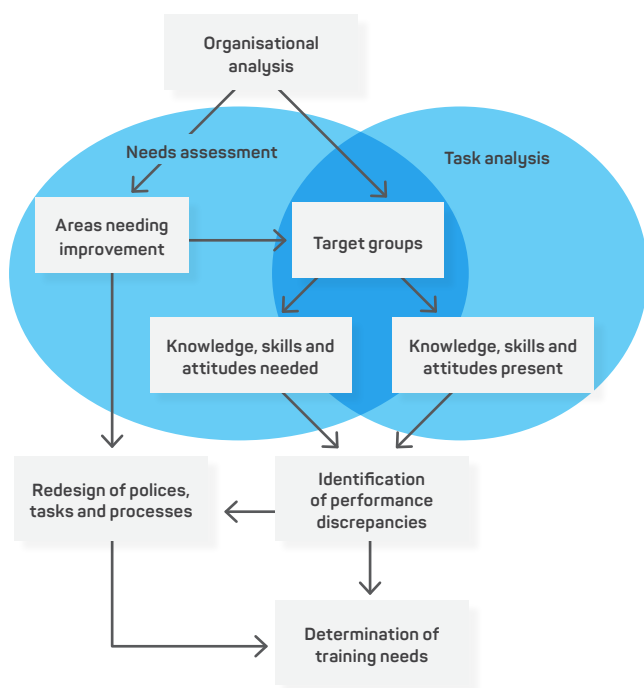 Organisational
analysis
Needs assessment
Task analysis
Areas needing
improvement
Target groups
Knowledge, skills and
attitudes needed
Knowledge, skills and
attitudes present
Redesign of polices,
tasks and processes
Identification
of performance
discrepancies
Determination of
training needs